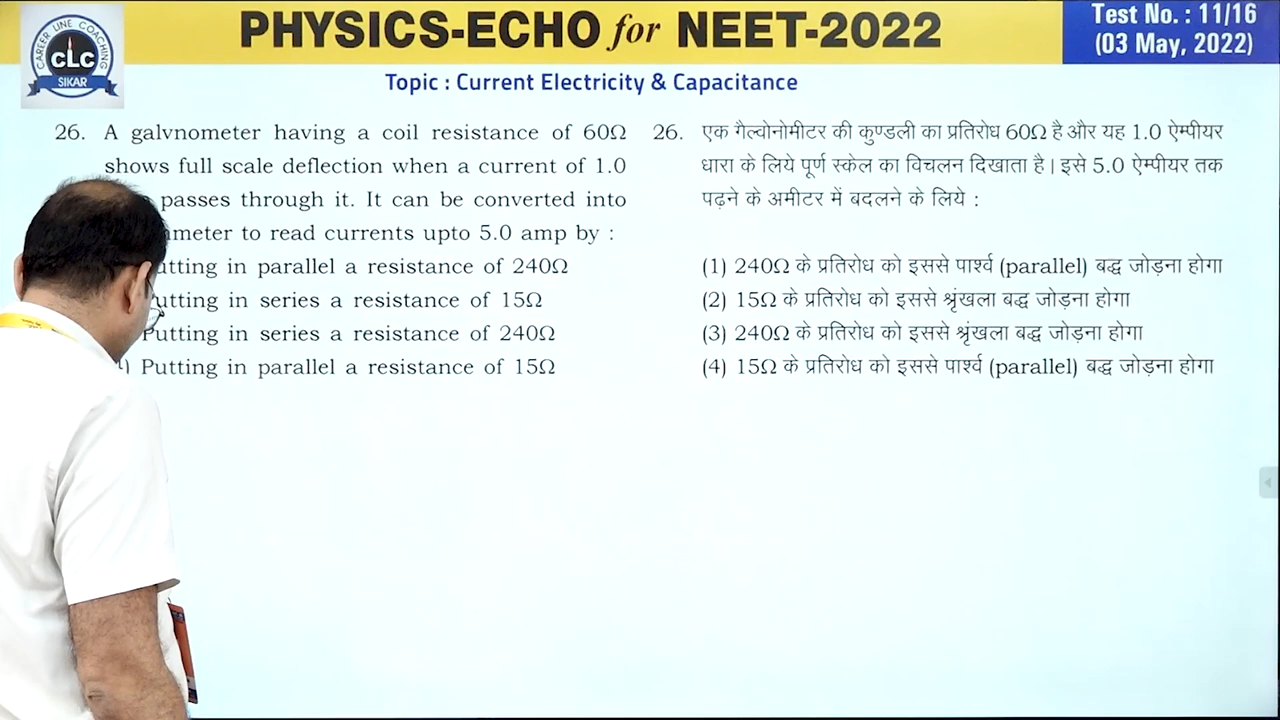 PHYSICS-ECHO for NEET-2022
Test No. : 11/16
(03 May, 2022)
CAREER LINE COACHING
CLC
SIKAR
Topic : Current Electricity & Capacitance
26. A galvnometer having a coil resistance of 60Ω
shows full scale deflection when a current of 1.0
passes through it. It can be converted into
meter to read currents upto 5.0 amp by :
utting in parallel a resistance of 240Ω
utting in series a resistance of 15Ω
Putting in series a resistance of 240Ω
) Putting in parallel a resistance of 15Ω
26. एक गैल्वोनोमीटर की कुण्डली का प्रतिरोध 60Ω है और यह 1.0 ऐम्पीयर
धारा के लिये पूर्ण स्केल का विचलन दिखाता है। इसे 5.0 ऐम्पीयर तक
पढ़ने के अमीटर में बदलने के लिये :
(1) 240Ω के प्रतिरोध को इससे पार्श्व (parallel) बद्ध जोड़ना होगा
(2) 15Ω के प्रतिरोध को इससे श्रृंखला बद्ध जोड़ना होगा
(3) 240Ω के प्रतिरोध को इससे श्रृंखला बद्ध जोड़ना होगा
(4) 15Ω के प्रतिरोध को इससे पार्श्व (parallel) बद्ध जोड़ना होगा